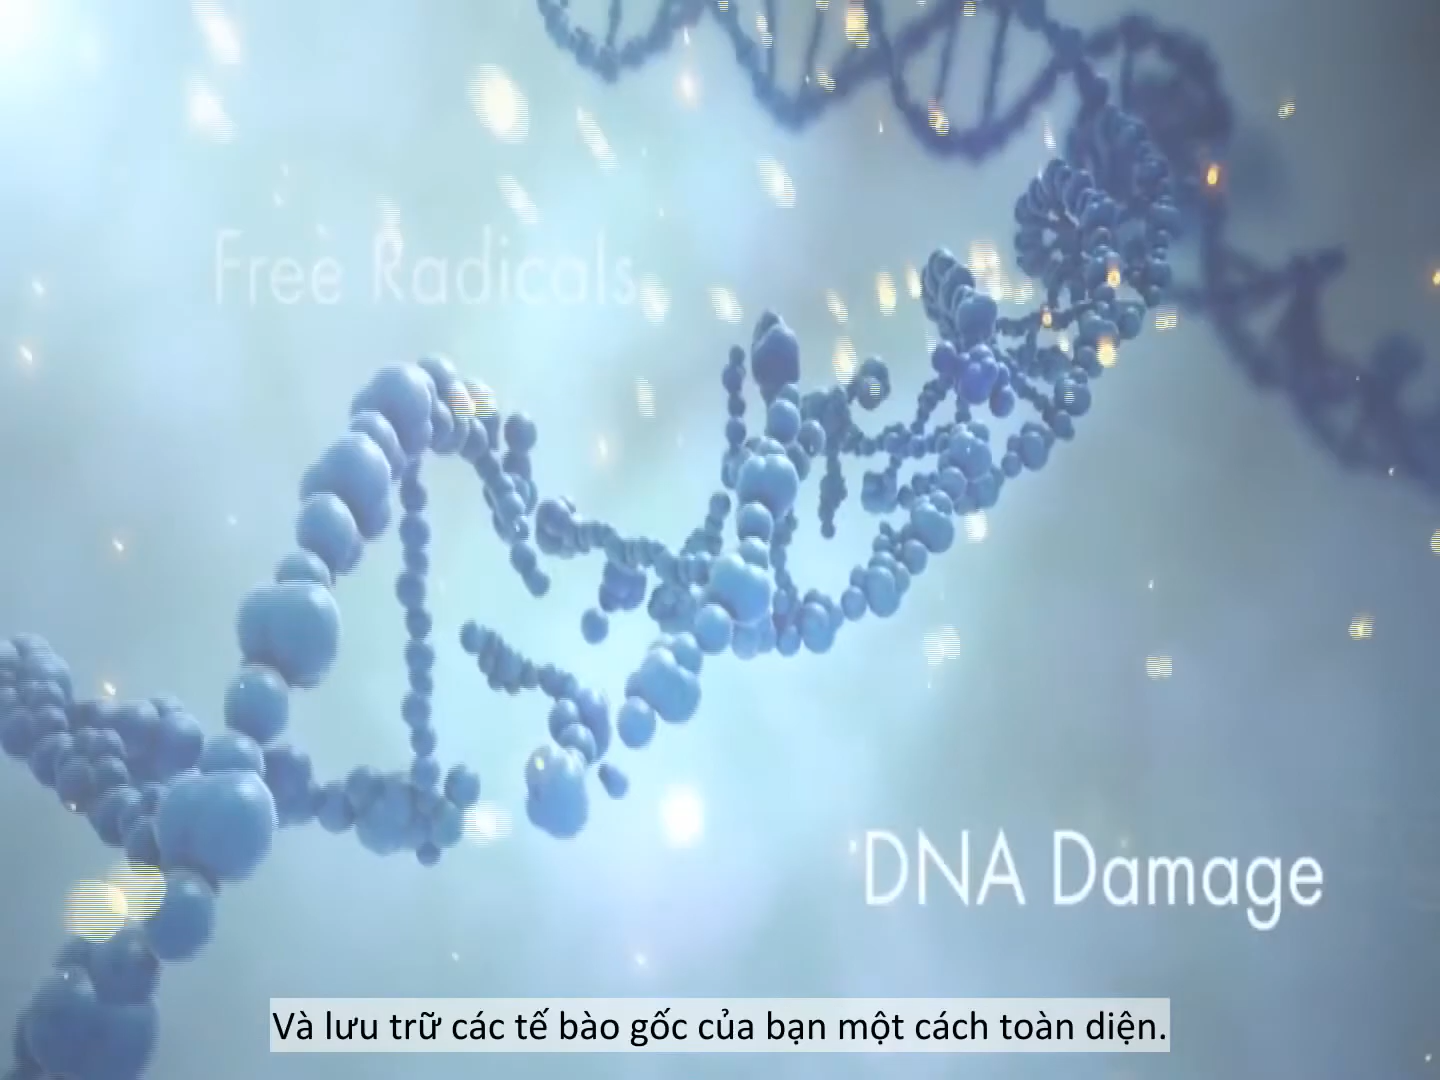 Free Radicals
DNA Damage
Và lưu trữ các tế bào gốc của bạn một cách toàn diện.